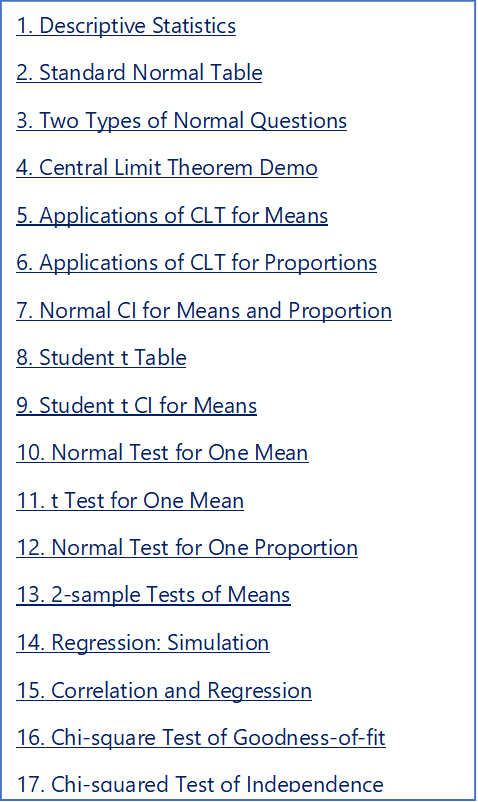 1. Descriptive Statistics
2. Standard Normal Table
3. Two Types of Normal Questions
4. Central Limit Theorem Demo
5. Applications of CLT for Means
6. Applications of CLT for Proportions
7. Normal CI for Means and Proportion
8. Student t Table
9. Student t CI for Means
10. Normal Test for One Mean
11. t Test for One Mean
12. Normal Test for One Proportion
13. 2-sample Tests of Means
14. Regression: Simulation
15. Correlation and Regression
16. Chi-square Test of Goodness-of-fit
17. Chi-squared Test of Independence